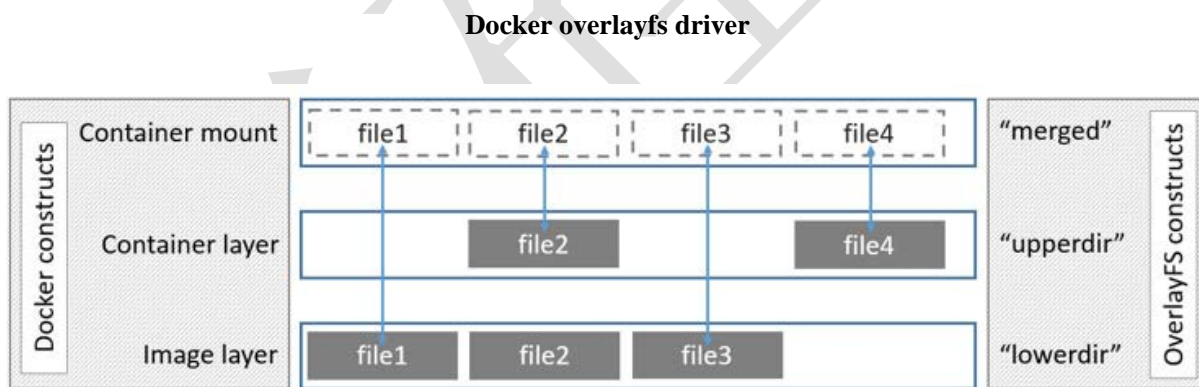 Docker overlayfs driver
Docker constructs
Container mount
file1
file2
file3
file4
“merged”
Container layer
file2
file4
“upperdir”
Image layer
file1
file2
file3
“lowerdir”
OverlayFS constructs